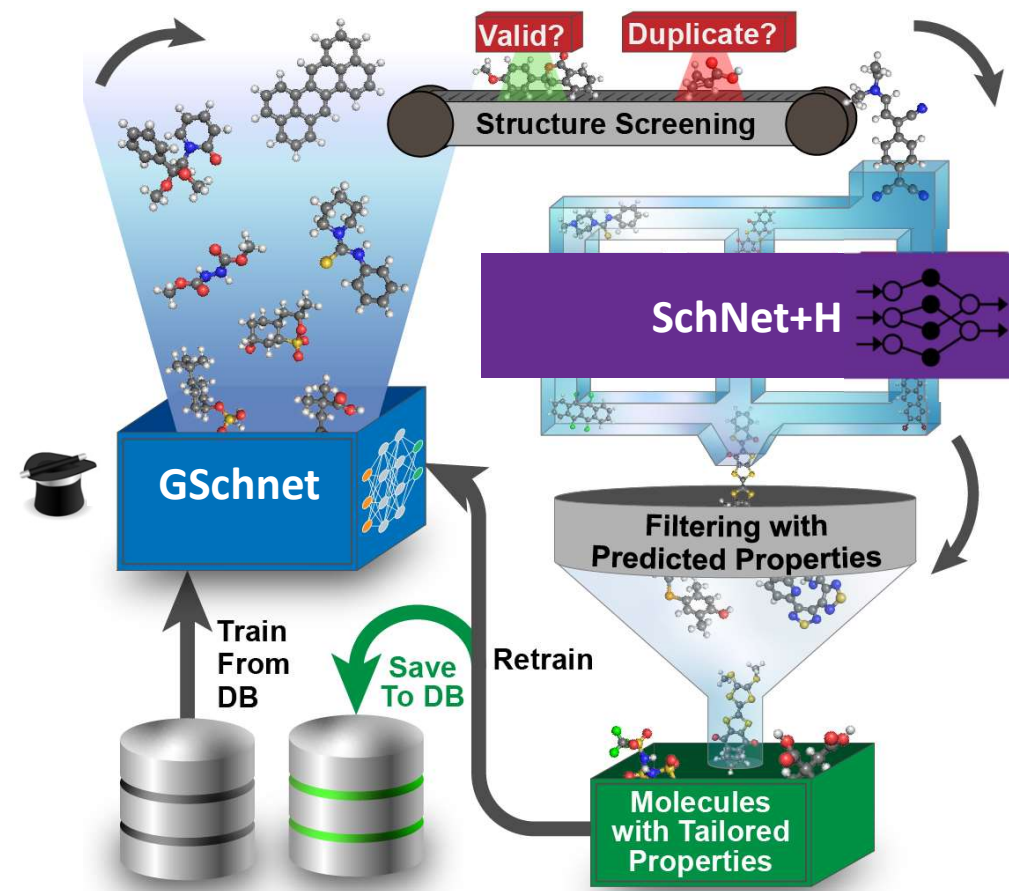 Valid?
Duplicate?
Structure Screening
SchNet+H
GSchnet
Filtering with
Predicted Properties
Train
From
DB
Save
To DB
Retrain
Molecules
with Tailored
Properties